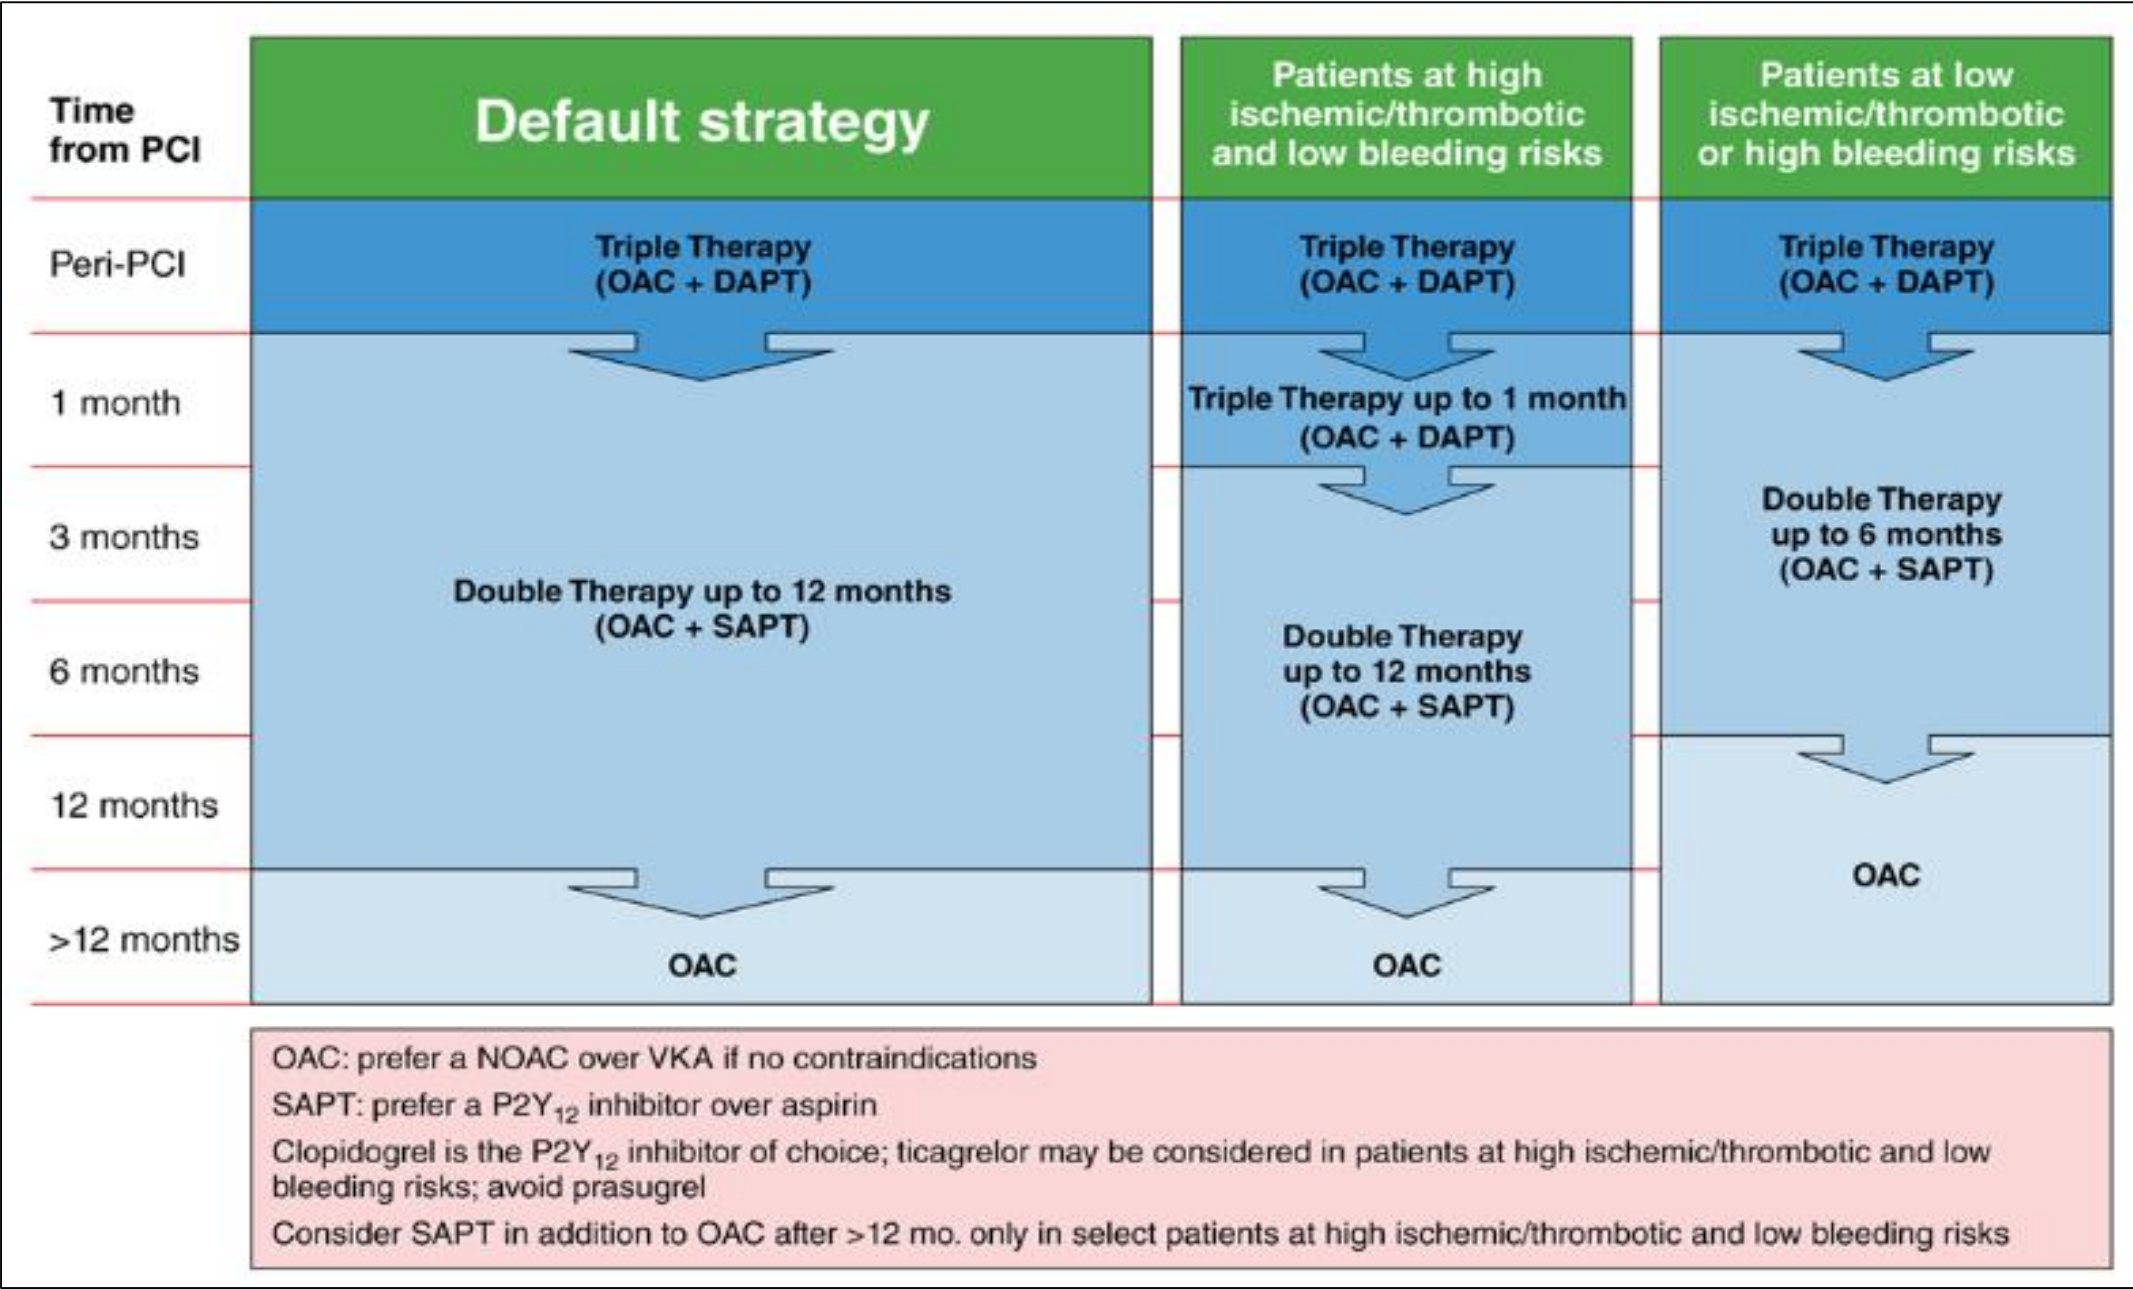 Time
from PCI
Default strategy
Patients at high
ischemic/thrombotic
and low bleeding risks
Patients at low
ischemic/thrombotic
or high bleeding risks
Peri-PCI
Triple Therapy
(OAC + DAPT)
Triple Therapy
(OAC + DAPT)
Triple Therapy
(OAC + DAPT)
1 month
Triple Therapy up to 1 month
(OAC + DAPT)
3 months
Double Therapy
up to 6 months
(OAC + SAPT)
Double Therapy up to 12 months
(OAC + SAPT)
6 months
Double Therapy
up to 12 months
(OAC + SAPT)
12 months
OAC
>12 months
OAC
OAC
OAC: prefer a NOAC over VKA if no contraindications
SAPT: prefer a P2Y12 inhibitor over aspirin
Clopidogrel is the P2Y12 inhibitor of choice; ticagrelor may be considered in patients at high ischemic/thrombotic and low
bleeding risks; avoid prasugrel
Consider SAPT in addition to OAC after >12 mo. only in select patients at high ischemic/thrombotic and low bleeding risks